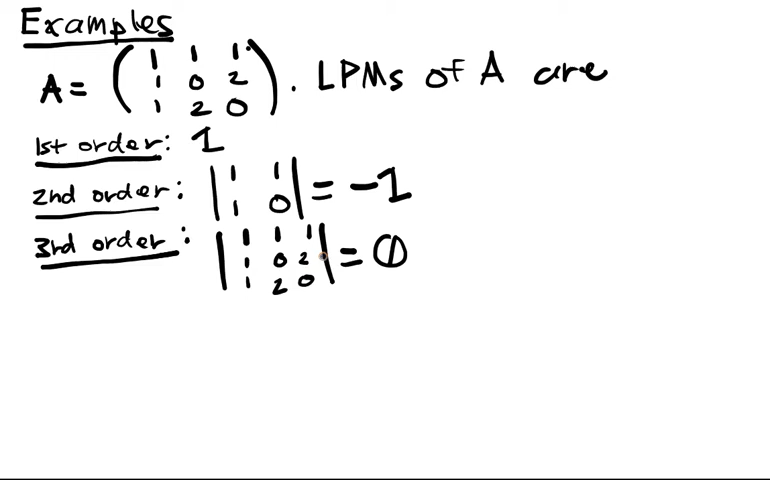 Examples
A = ( 1 1 1
1 0 2
1 2 0 ) . LPMs of A are
1st order: 1
2nd order: | 1 1
1 0 | = -1
3rd order: | 1 1 1
1 0 2
1 2 0 | = 0